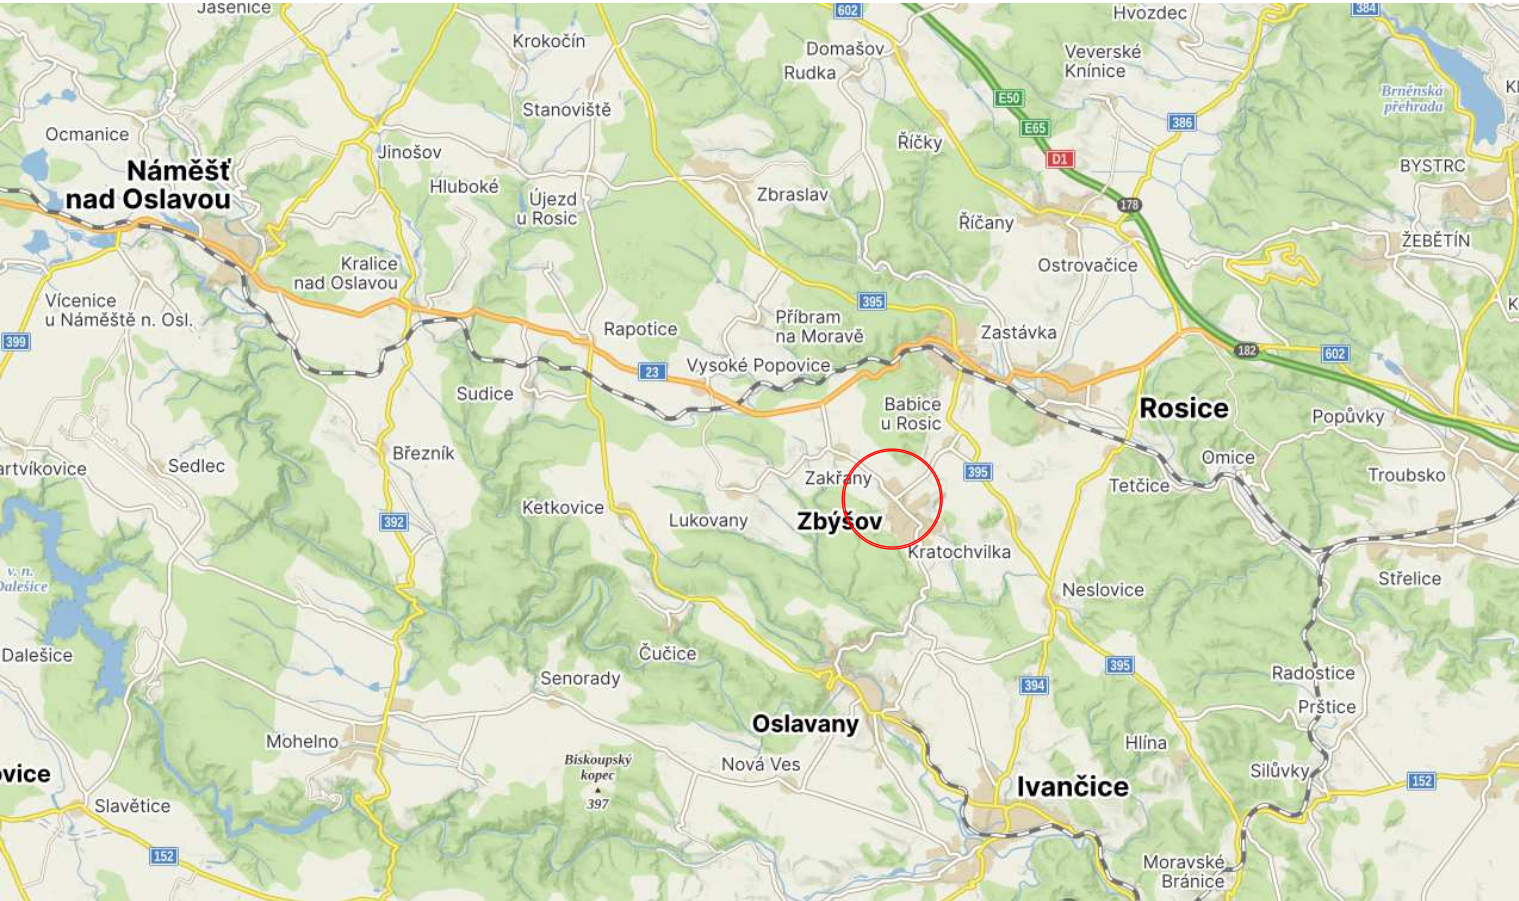 Jasenice
602
Hvozdec
384
Krokočín
Domašov
Rudka
Veverské
Knínice
Brněnská
přehrada
Stanoviště
E50
E65
386
Ocmanice
Jinošov
Říčky
D1
BYSTRC
Náměšť
nad Oslavou
Hluboké
Újezd
u Rosic
Zbraslav
178
Říčany
ŽEBĚTÍN
Kralice
nad Oslavou
Ostrovačice
Vícenice
u Náměště n. Osl.
399
395
Příbram
na Moravě
Rapotice
Zastávka
182
602
23
Vysoké Popovice
Sudice
Babice
u Rosic
Rosice
Popůvky
Březník
Sedlec
artvíkovice
Zakřany
395
Omice
Tetčice
Troubsko
Ketkovice
392
Lukovany
Zbýšov
Kratochvilka
v. n.
Dalešice
Neslovice
Střelice
Dalešice
Čučice
395
394
Senorady
Radostice
Prštice
Oslavany
Mohelno
Biskoupský
kopec
397
Nová Ves
Hlína
Silůvky
ovice
Ivančice
152
Slavětice
152
Moravské
Bránice